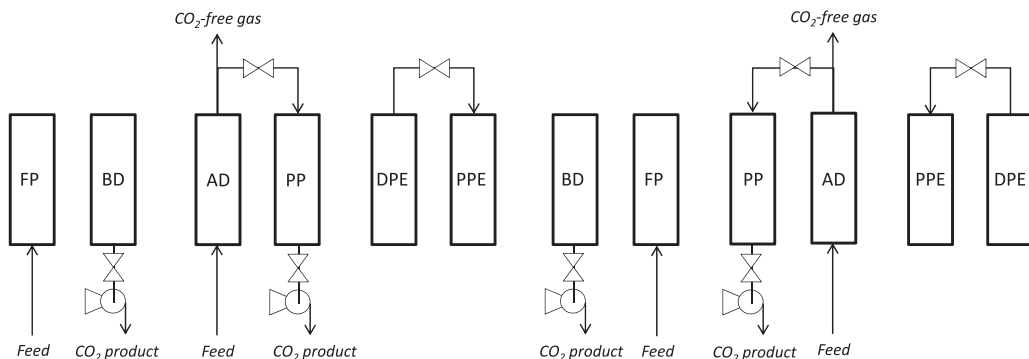 CO₂-free gas CO₂-free gas
FP BD AD PP DPE PPE BD FP PP AD PPE DPE
Feed CO₂ product Feed CO₂ product CO₂ product Feed CO₂ product Feed